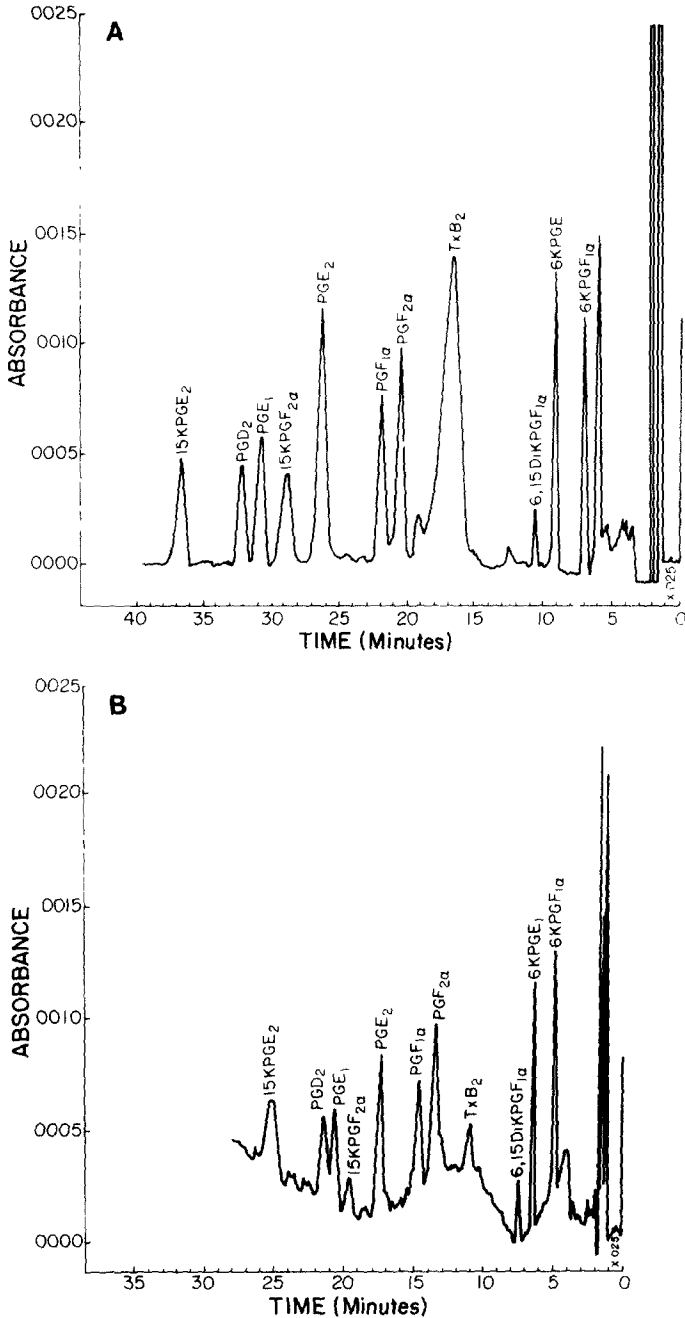 A
0025
0020
0015
0010
0005
0000
ABSORBANCE
15KPGE2
PGD2
PGE1
15KPGF2α
PGE2
PGF1α
PGF2α
TxB2
6,15DiKPGF1α
6KPGE
6KPGF1α
x 025
40 35 30 25 20 15 10 5 0
TIME (Minutes)
B
0025
0020
0015
0010
0005
0000
ABSORBANCE
15KPGE2
PGD2
PGE1
15KPGF2α
PGE2
PGF1α
PGF2α
TxB2
6,15DiKPGF1α
6KPGE1
6KPGF1α
x 025
35 30 25 20 15 10 5 0
TIME (Minutes)